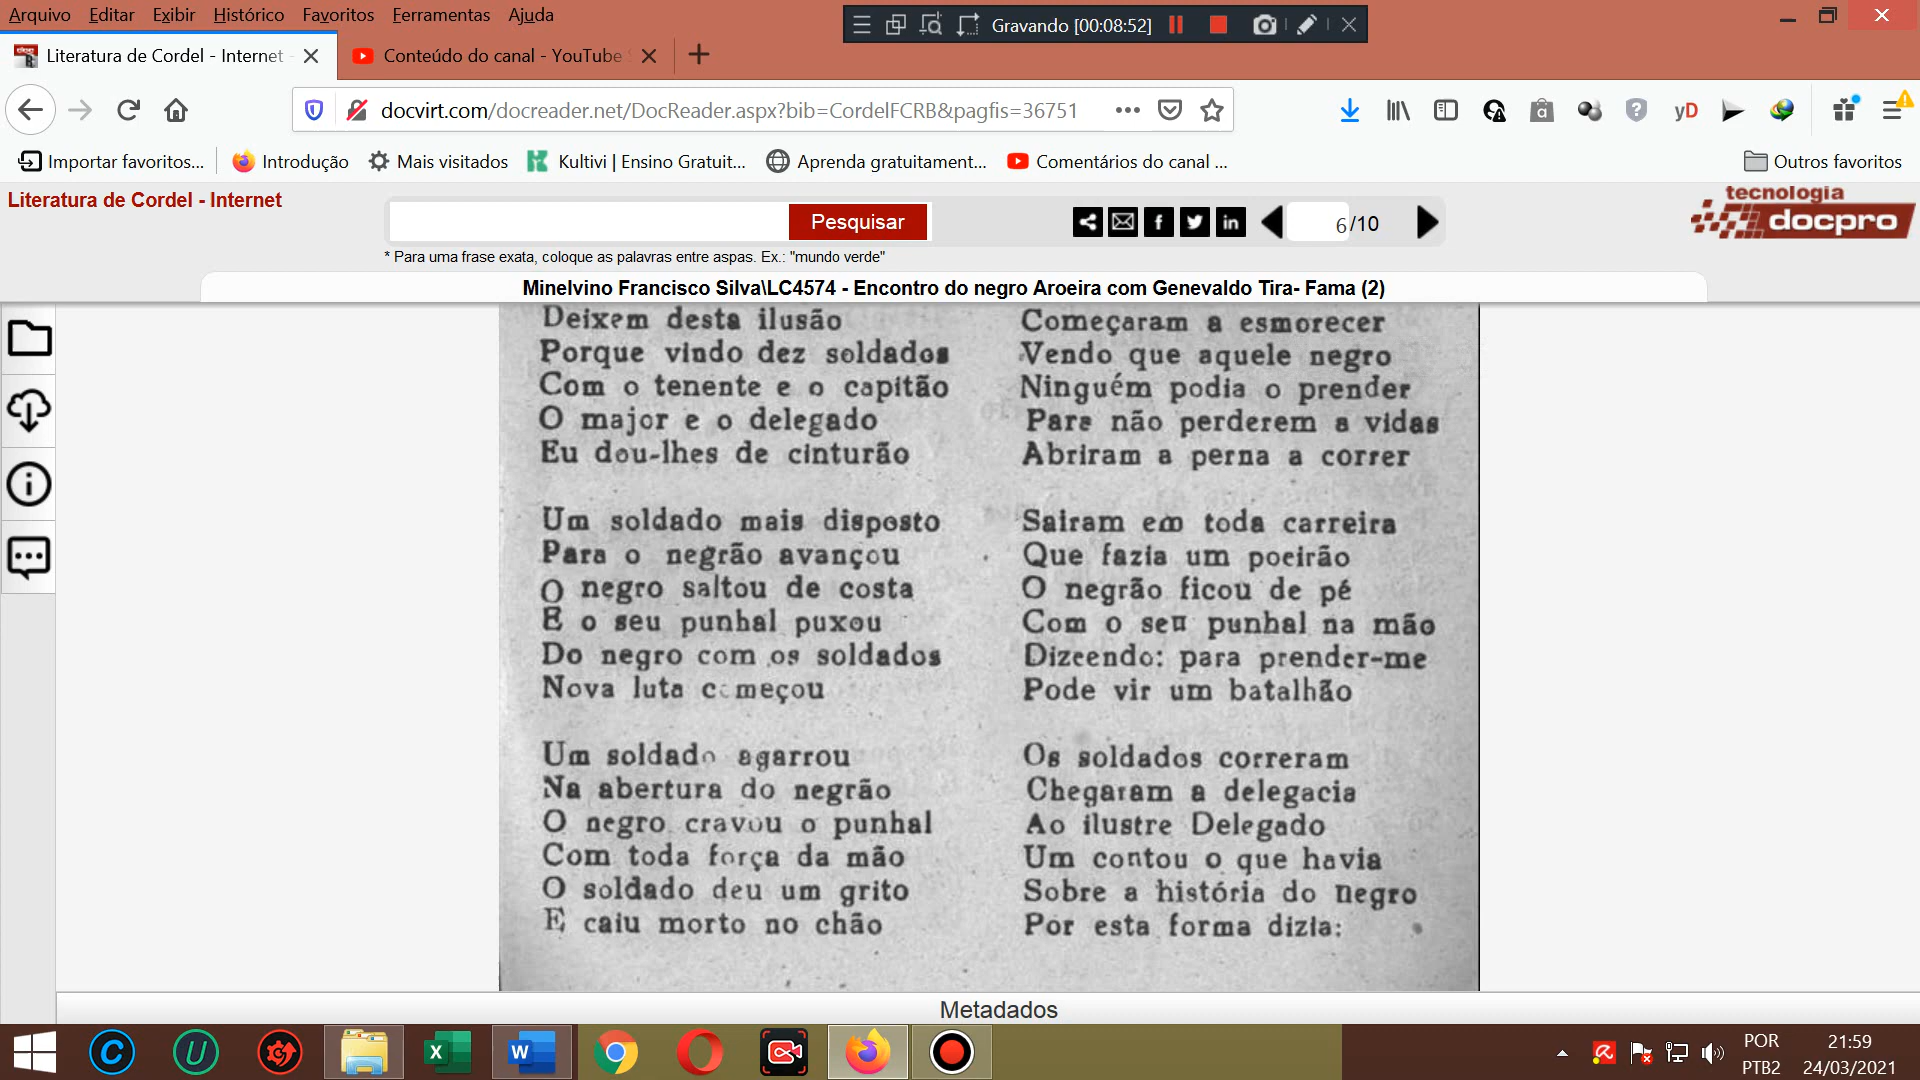 Arquivo Editar Exibir Histórico Favoritos Ferramentas Ajuda
Gravando [00:08:52]
Literatura de Cordel - Internet -
Conteúdo do canal - YouTube
docvirt.com/docreader.net/DocReader.aspx?bib=CordelFCRB&pagfis=36751
Importar favoritos...
Introdução
Mais visitados
Kultivi | Ensino Gratuit...
Aprenda gratuitament...
Comentários do canal ...
Outros favoritos
Literatura de Cordel - Internet
Pesquisar
6/10
tecnologia
docpro
* Para uma frase exata, coloque as palavras entre aspas. Ex.: "mundo verde"
Minelvino Francisco Silva\LC4574 - Encontro do negro Aroeira com Genevaldo Tira- Fama (2)
Deixem desta ilusão
Porque vindo dez soldados
Com o tenente e o capitão
O major e o delegado
Eu dou-lhes de cinturão
Um soldado mais disposto
Para o negrão avançou
O negro saltou de costa
E o seu punhal puxou
Do negro com os soldados
Nova luta começou
Um soldado agarrou
Na abertura do negrão
O negro cravou o punhal
Com toda força da mão
O soldado deu um grito
E caiu morto no chão
Começaram a esmorecer
Vendo que aquele negro
Ninguém podia o prender
Para não perderem a vidas
Abriram a perna a correr
Sairam em toda carreira
Que fazia um poeirão
O negrão ficou de pé
Com o seu punhal na mão
Dizeendo: para prender-me
Pode vir um batalhão
Os soldados correram
Chegaram a delegacia
Ao ilustre Delegado
Um contou o que havia
Sobre a história do negro
Por esta forma dizia:
Metadados
POR
PTB2
21:59
24/03/2021